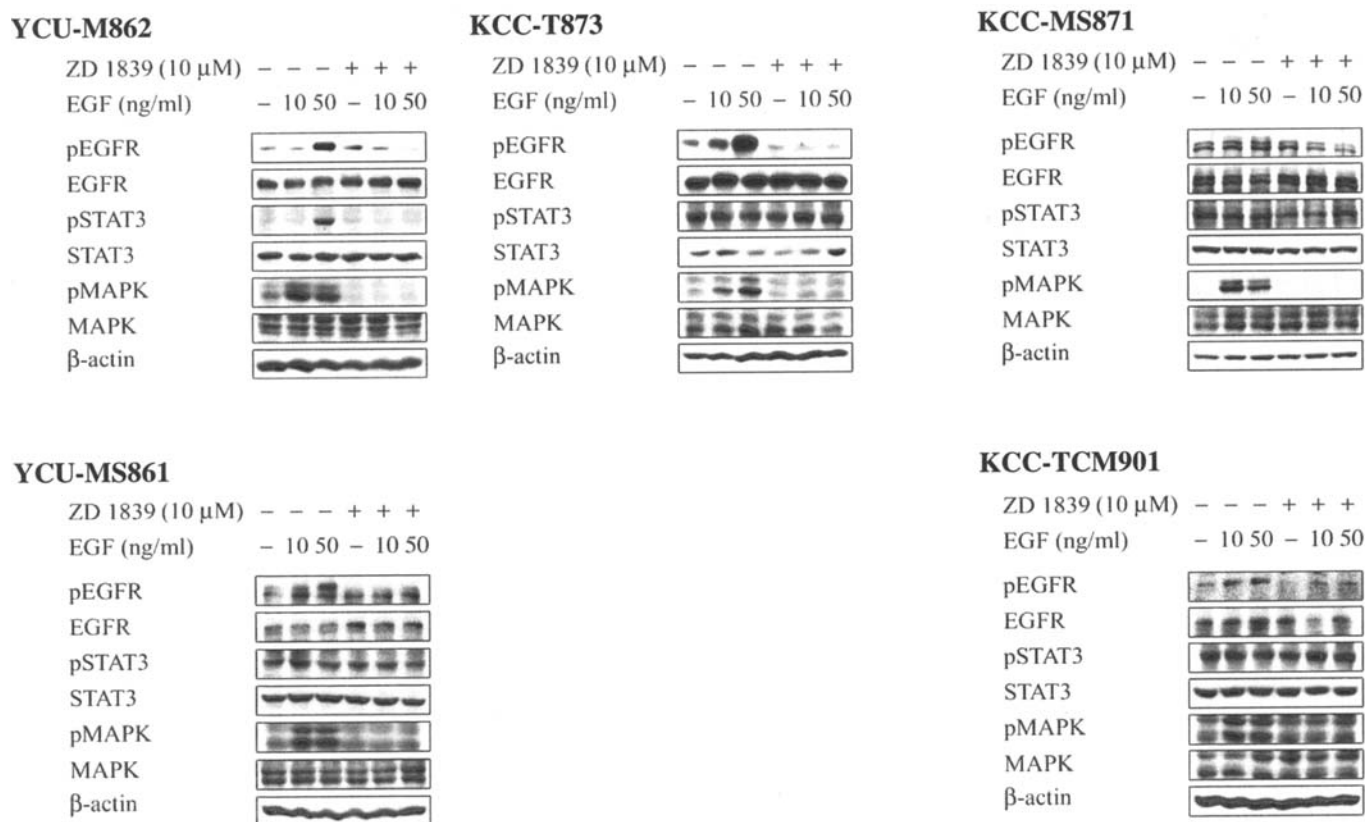 YCU-M862
ZD 1839 (10 μM) – – – + + +
EGF (ng/ml) – 10 50 – 10 50
pEGFR
EGFR
pSTAT3
STAT3
pMAPK
MAPK
β-actin
KCC-T873
ZD 1839 (10 μM) – – – + + +
EGF (ng/ml) – 10 50 – 10 50
pEGFR
EGFR
pSTAT3
STAT3
pMAPK
MAPK
β-actin
KCC-MS871
ZD 1839 (10 μM) – – – + + +
EGF (ng/ml) – 10 50 – 10 50
pEGFR
EGFR
pSTAT3
STAT3
pMAPK
MAPK
β-actin
YCU-MS861
ZD 1839 (10 μM) – – – + + +
EGF (ng/ml) – 10 50 – 10 50
pEGFR
EGFR
pSTAT3
STAT3
pMAPK
MAPK
β-actin
KCC-TCM901
ZD 1839 (10 μM) – – – + + +
EGF (ng/ml) – 10 50 – 10 50
pEGFR
EGFR
pSTAT3
STAT3
pMAPK
MAPK
β-actin